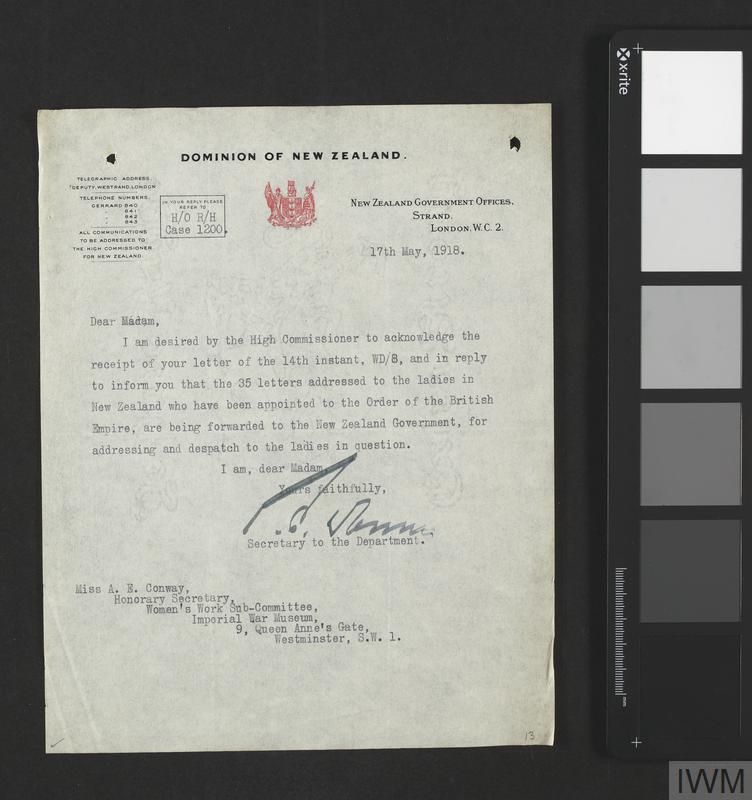 DOMINION OF NEW ZEALAND.
TELEGRAPHIC ADDRESS,
"DEPUTY, WESTRAND, LONDON
TELEPHONE NUMBERS,
GERRARD 840
" 841
" 842
" 843
ALL COMMUNICATIONS
TO BE ADDRESSED TO
THE HIGH COMMISSIONER
FOR NEW ZEALAND.
IN YOUR REPLY PLEASE
REFER TO
H/O R/H
Case 1200.
NEW ZEALAND GOVERNMENT OFFICES,
STRAND,
LONDON, W.C. 2.
17th May, 1918.
Dear Madam,
I am desired by the High Commissioner to acknowledge the
receipt of your letter of the 14th instant, WD/8, and in reply
to inform you that the 35 letters addressed to the ladies in
New Zealand who have been appointed to the Order of the British
Empire, are being forwarded to the New Zealand Government, for
addressing and despatch to the ladies in question.
I am, dear Madam,
Yours faithfully,
Secretary to the Department.
Miss A. E. Conway,
Honorary Secretary,
Women's Work Sub-Committee,
Imperial War Museum,
9, Queen Anne's Gate,
Westminster, S.W. 1.
13
x-rite
mm
IWM